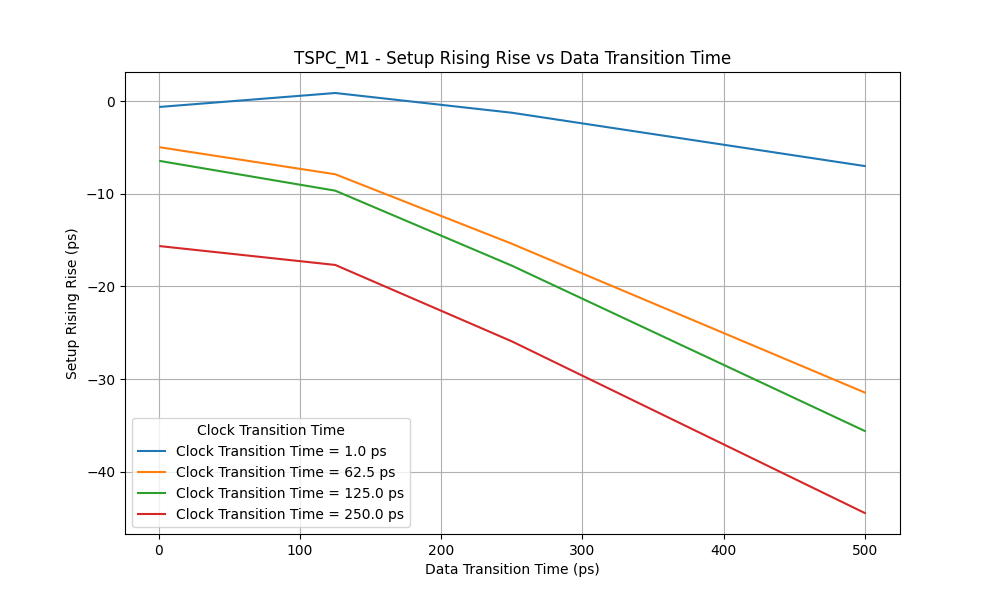 TSPC_M1 - Setup Rising Rise vs Data Transition Time
Setup Rising Rise (ps)
0
−10
−20
−30
−40
Clock Transition Time
Clock Transition Time = 1.0 ps
Clock Transition Time = 62.5 ps
Clock Transition Time = 125.0 ps
Clock Transition Time = 250.0 ps
0 100 200 300 400 500
Data Transition Time (ps)